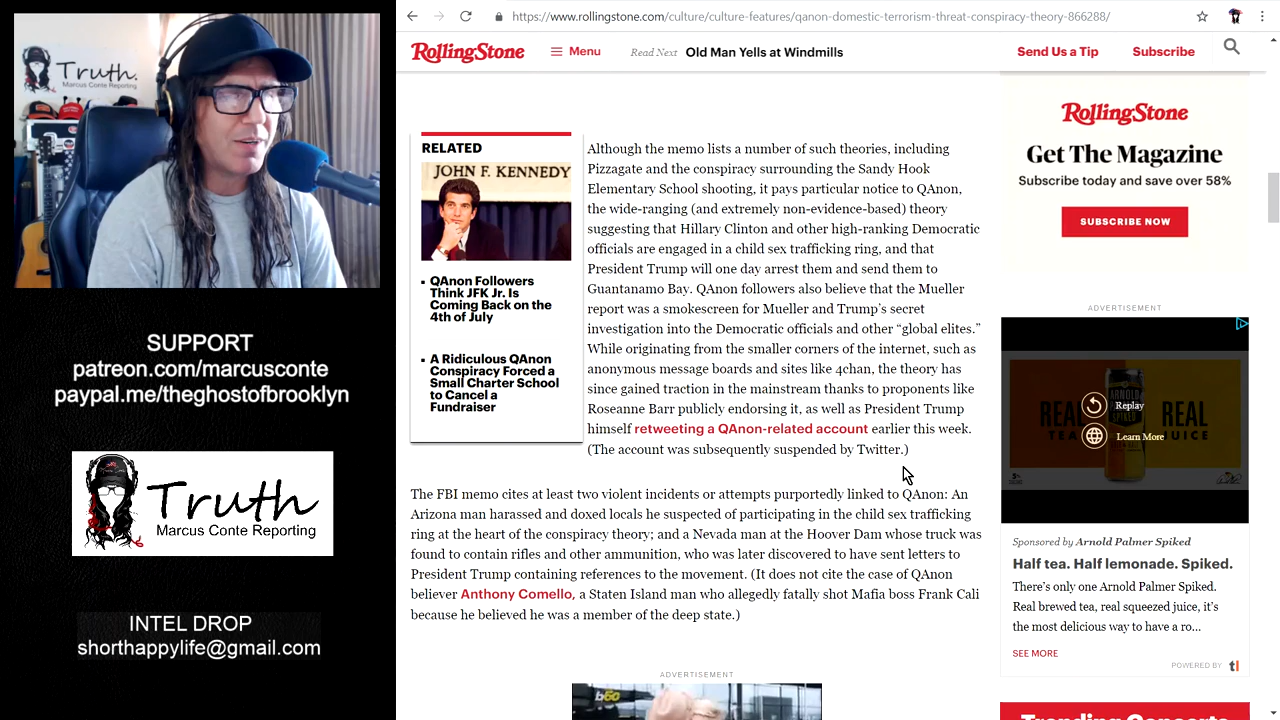 Truth.
Marcus Conte Reporting
SUPPORT
patreon.com/marcusconte
paypal.me/theghostofbrooklyn
Truth
Marcus Conte Reporting
INTEL DROP
shorthappylife@gmail.com
https://www.rollingstone.com/culture/culture-features/qanon-domestic-terrorism-threat-conspiracy-theory-866288/
RollingStone
Menu
Read Next Old Man Yells at Windmills
Send Us a Tip
Subscribe
RELATED
JOHN F. KENNEDY
QAnon Followers
Think JFK Jr. Is
Coming Back on the
4th of July
A Ridiculous QAnon
Conspiracy Forced a
Small Charter School
to Cancel a
Fundraiser
Although the memo lists a number of such theories, including
Pizzagate and the conspiracy surrounding the Sandy Hook
Elementary School shooting, it pays particular notice to QAnon,
the wide-ranging (and extremely non-evidence-based) theory
suggesting that Hillary Clinton and other high-ranking Democratic
officials are engaged in a child sex trafficking ring, and that
President Trump will one day arrest them and send them to
Guantanamo Bay. QAnon followers also believe that the Mueller
report was a smokescreen for Mueller and Trump’s secret
investigation into the Democratic officials and other “global elites.”
While originating from the smaller corners of the internet, such as
anonymous message boards and sites like 4chan, the theory has
since gained traction in the mainstream thanks to proponents like
Roseanne Barr publicly endorsing it, as well as President Trump
himself retweeting a QAnon-related account earlier this week.
(The account was subsequently suspended by Twitter.)
The FBI memo cites at least two violent incidents or attempts purportedly linked to QAnon: An
Arizona man harassed and doxed locals he suspected of participating in the child sex trafficking
ring at the heart of the conspiracy theory; and a Nevada man at the Hoover Dam whose truck was
found to contain rifles and other ammunition, who was later discovered to have sent letters to
President Trump containing references to the movement. (It does not cite the case of QAnon
believer Anthony Comello, a Staten Island man who allegedly fatally shot Mafia boss Frank Cali
because he believed he was a member of the deep state.)
ADVERTISEMENT
RollingStone
Get The Magazine
Subscribe today and save over 58%
SUBSCRIBE NOW
ADVERTISEMENT
REAL
TEA
ARNOLD
PALMER
SPIKED
REAL
JUICE
Replay
Learn More
Sponsored by Arnold Palmer Spiked
Half tea. Half lemonade. Spiked.
There’s only one Arnold Palmer Spiked.
Real brewed tea, real squeezed juice, it’s
the most delicious way to have a ro...
SEE MORE
POWERED BY
Trending Concerts